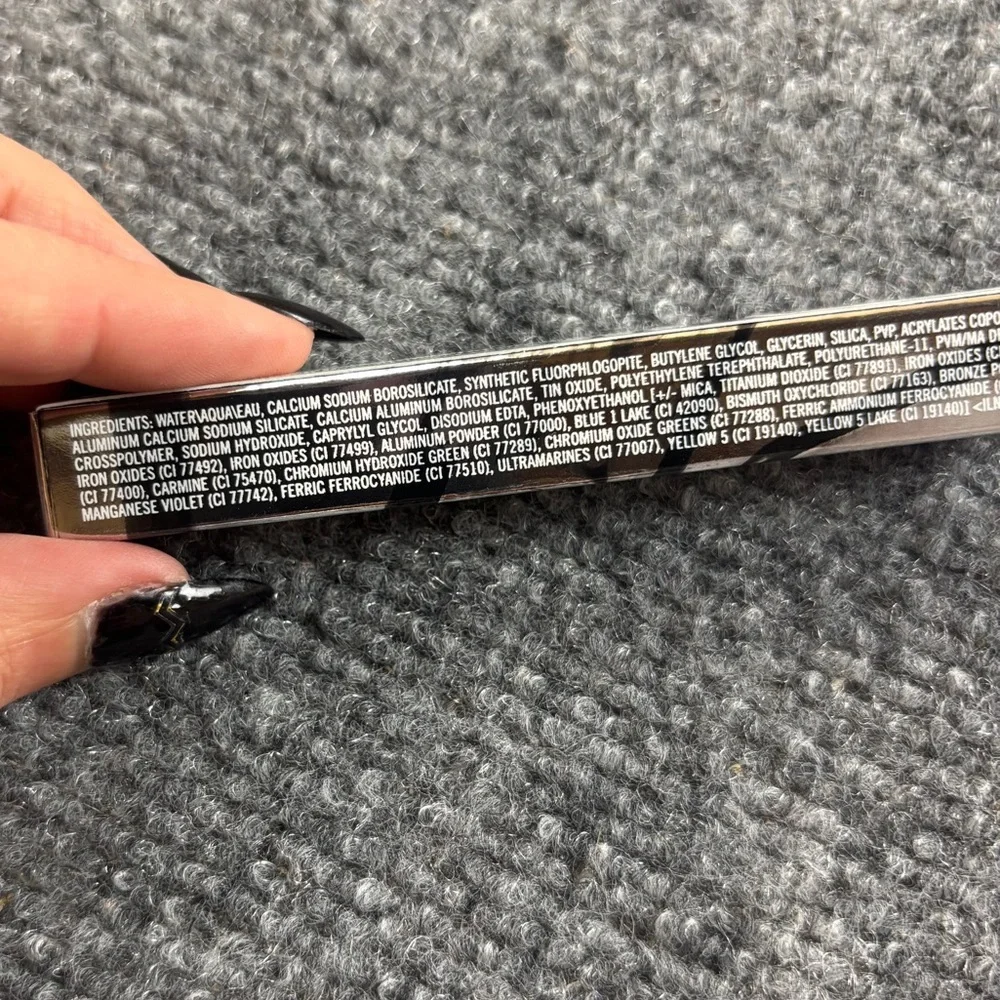 INGREDIENTS: WATER\AQUA\EAU, CALCIUM SODIUM BOROSILICATE, SYNTHETIC FLUORPHLOGOPITE, BUTYLENE GLYCOL, GLYCERIN, SILICA, PVP, ACRYLATES COPO
ALUMINUM CALCIUM SODIUM SILICATE, CALCIUM ALUMINUM BOROSILICATE, TIN OXIDE, POLYETHYLENE TEREPHTHALATE, POLYURETHANE-11, PVM/MA D
CROSSPOLYMER, SODIUM HYDROXIDE, CAPRYLYL GLYCOL, DISODIUM EDTA, PHENOXYETHANOL [+/- MICA, TITANIUM DIOXIDE (CI 77891), IRON OXIDES (C
IRON OXIDES (CI 77492), IRON OXIDES (CI 77499), ALUMINUM POWDER (CI 77000), BLUE 1 LAKE (CI 42090), BISMUTH OXYCHLORIDE (CI 77163), BRONZE P
(CI 77400), CARMINE (CI 75470), CHROMIUM HYDROXIDE GREEN (CI 77289), CHROMIUM OXIDE GREENS (CI 77288), FERRIC AMMONIUM FERROCYANIDE (
MANGANESE VIOLET (CI 77742), FERRIC FERROCYANIDE (CI 77510), ULTRAMARINES (CI 77007), YELLOW 5 (CI 19140), YELLOW 5 LAKE (CI 19140)] <IL